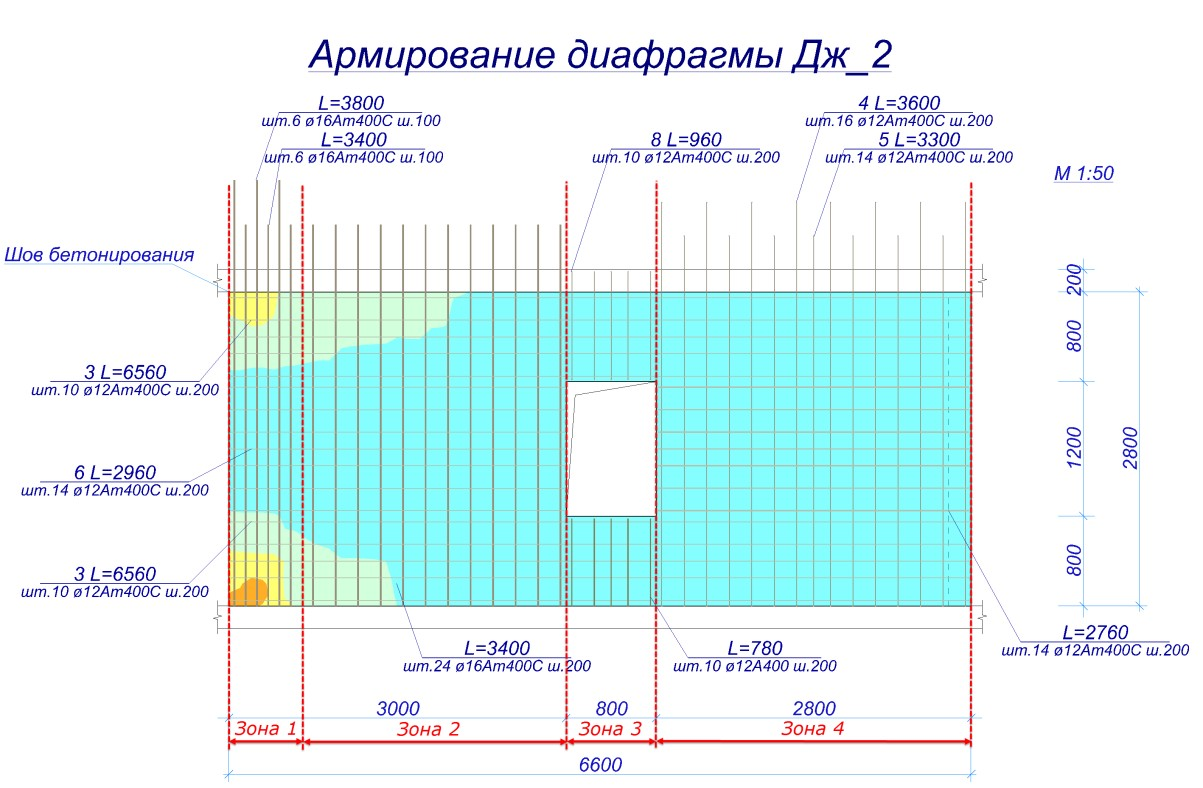 Армирование диафрагмы Дж_2
L=3800
шт.6 ø16Ат400С ш.100
L=3400
шт.6 ø16Ат400С ш.100
8 L=960
шт.10 ø12Ат400С ш.200
4 L=3600
шт.16 ø12Ат400С ш.200
5 L=3300
шт.14 ø12Ат400С ш.200
М 1:50
Шов бетонирования
200
800
1200
800
2800
3 L=6560
шт.10 ø12Ат400С ш.200
6 L=2960
шт.14 ø12Ат400С ш.200
3 L=6560
шт.10 ø12Ат400С ш.200
L=3400
шт.24 ø16Ат400С ш.200
L=780
шт.10 ø12А400 ш.200
L=2760
шт.14 ø12Ат400С ш.200
3000
800
2800
Зона 1
Зона 2
Зона 3
Зона 4
6600